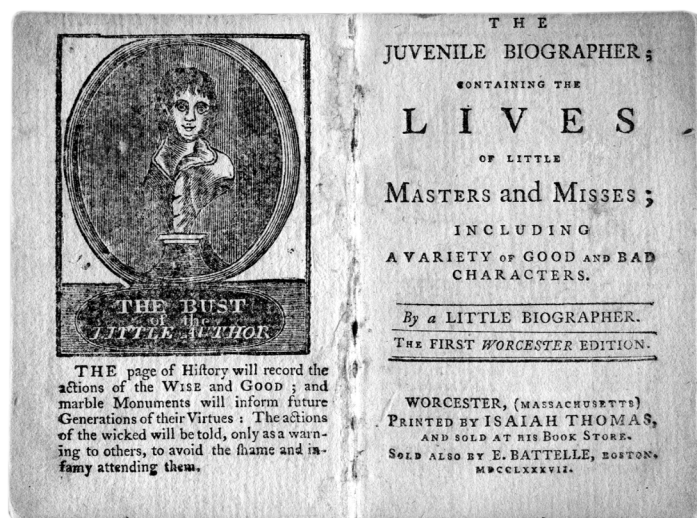 THE BUST
of the
LITTLE AUTHOR
THE page of Hiſtory will record the
actions of the WISE and GOOD ; and
marble Monuments will inform future
Generations of their Virtues : The actions
of the wicked will be told, only as a warn-
ing to others, to avoid the ſhame and in-
famy attending them.
THE
JUVENILE BIOGRAPHER;
CONTAINING THE
LIVES
OF LITTLE
MASTERS and MISSES ;
INCLUDING
A VARIETY OF GOOD AND BAD
CHARACTERS.
By a LITTLE BIOGRAPHER.
THE FIRST WORCESTER EDITION.
WORCESTER, (MASSACHUSETTS)
PRINTED BY ISAIAH THOMAS,
AND SOLD AT HIS BOOK STORE.
SOLD ALSO BY E. BATTELLE, BOSTON.
MDCCLXXXVII.